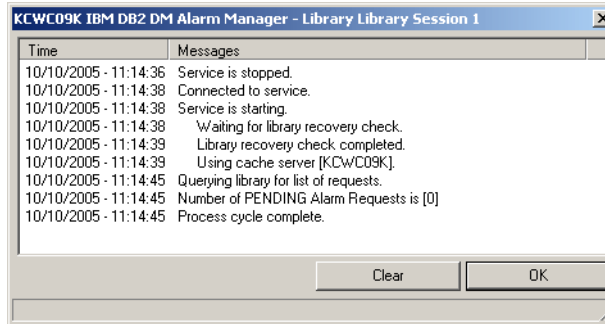 KCWC09K IBM DB2 DM Alarm Manager - Library Library Session 1
Time Messages
10/10/2005 - 11:14:36 Service is stopped.
10/10/2005 - 11:14:38 Connected to service.
10/10/2005 - 11:14:38 Service is starting.
10/10/2005 - 11:14:38 Waiting for library recovery check.
10/10/2005 - 11:14:39 Library recovery check completed.
10/10/2005 - 11:14:39 Using cache server [KCWC09K].
10/10/2005 - 11:14:45 Querying library for list of requests.
10/10/2005 - 11:14:45 Number of PENDING Alarm Requests is [0]
10/10/2005 - 11:14:45 Process cycle complete.
Clear OK